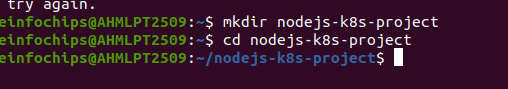 try again.
einfochips@AHMLPT2509:~$ mkdir nodejs-k8s-project
einfochips@AHMLPT2509:~$ cd nodejs-k8s-project
einfochips@AHMLPT2509:~/nodejs-k8s-project$